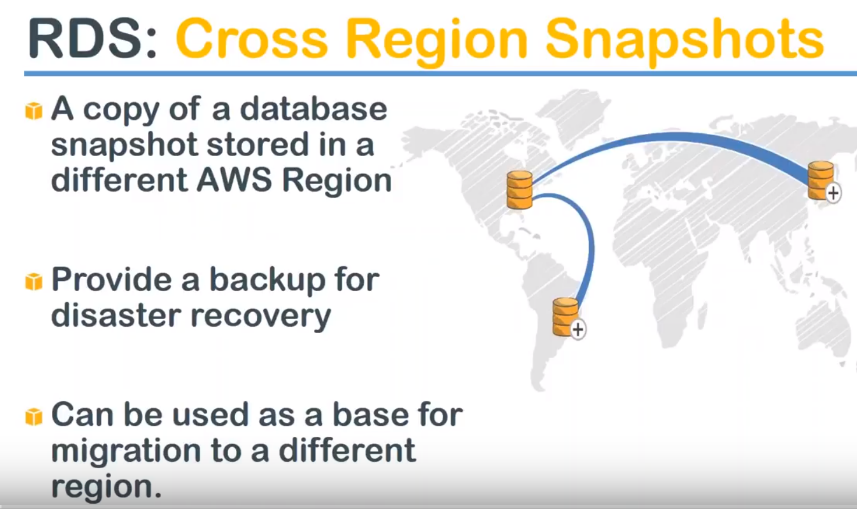 RDS: Cross Region Snapshots
A copy of a database
snapshot stored in a
different AWS Region
Provide a backup for
disaster recovery
Can be used as a base for
migration to a different
region.